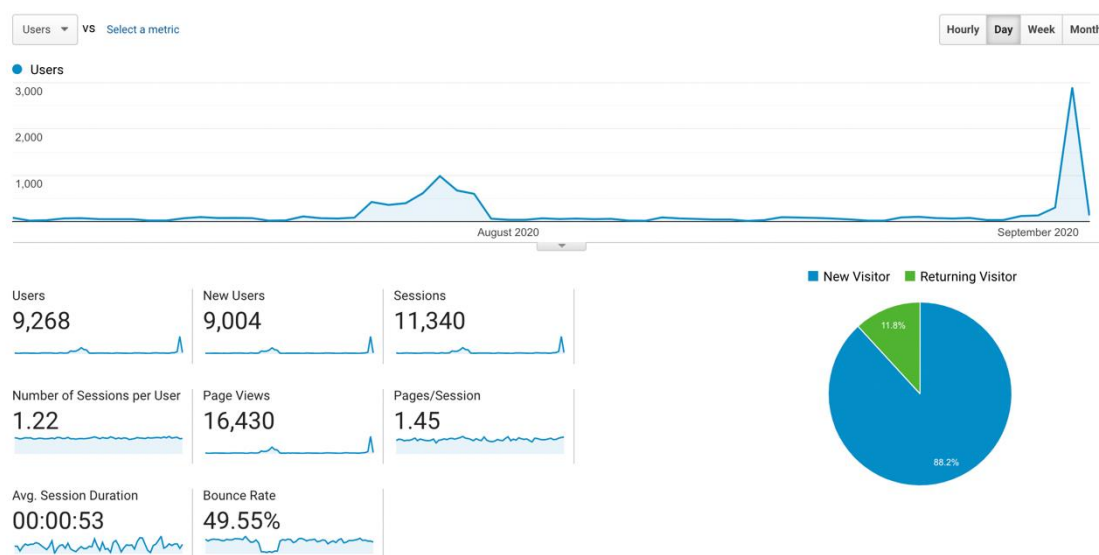 Users VS Select a metric Hourly Day Week Month
Users
3,000
2,000
1,000
August 2020 September 2020
New Visitor Returning Visitor
Users New Users Sessions
9,268 9,004 11,340
11.8%
Number of Sessions per User Page Views Pages/Session
1.22 16,430 1.45
88.2%
Avg. Session Duration Bounce Rate
00:00:53 49.55%